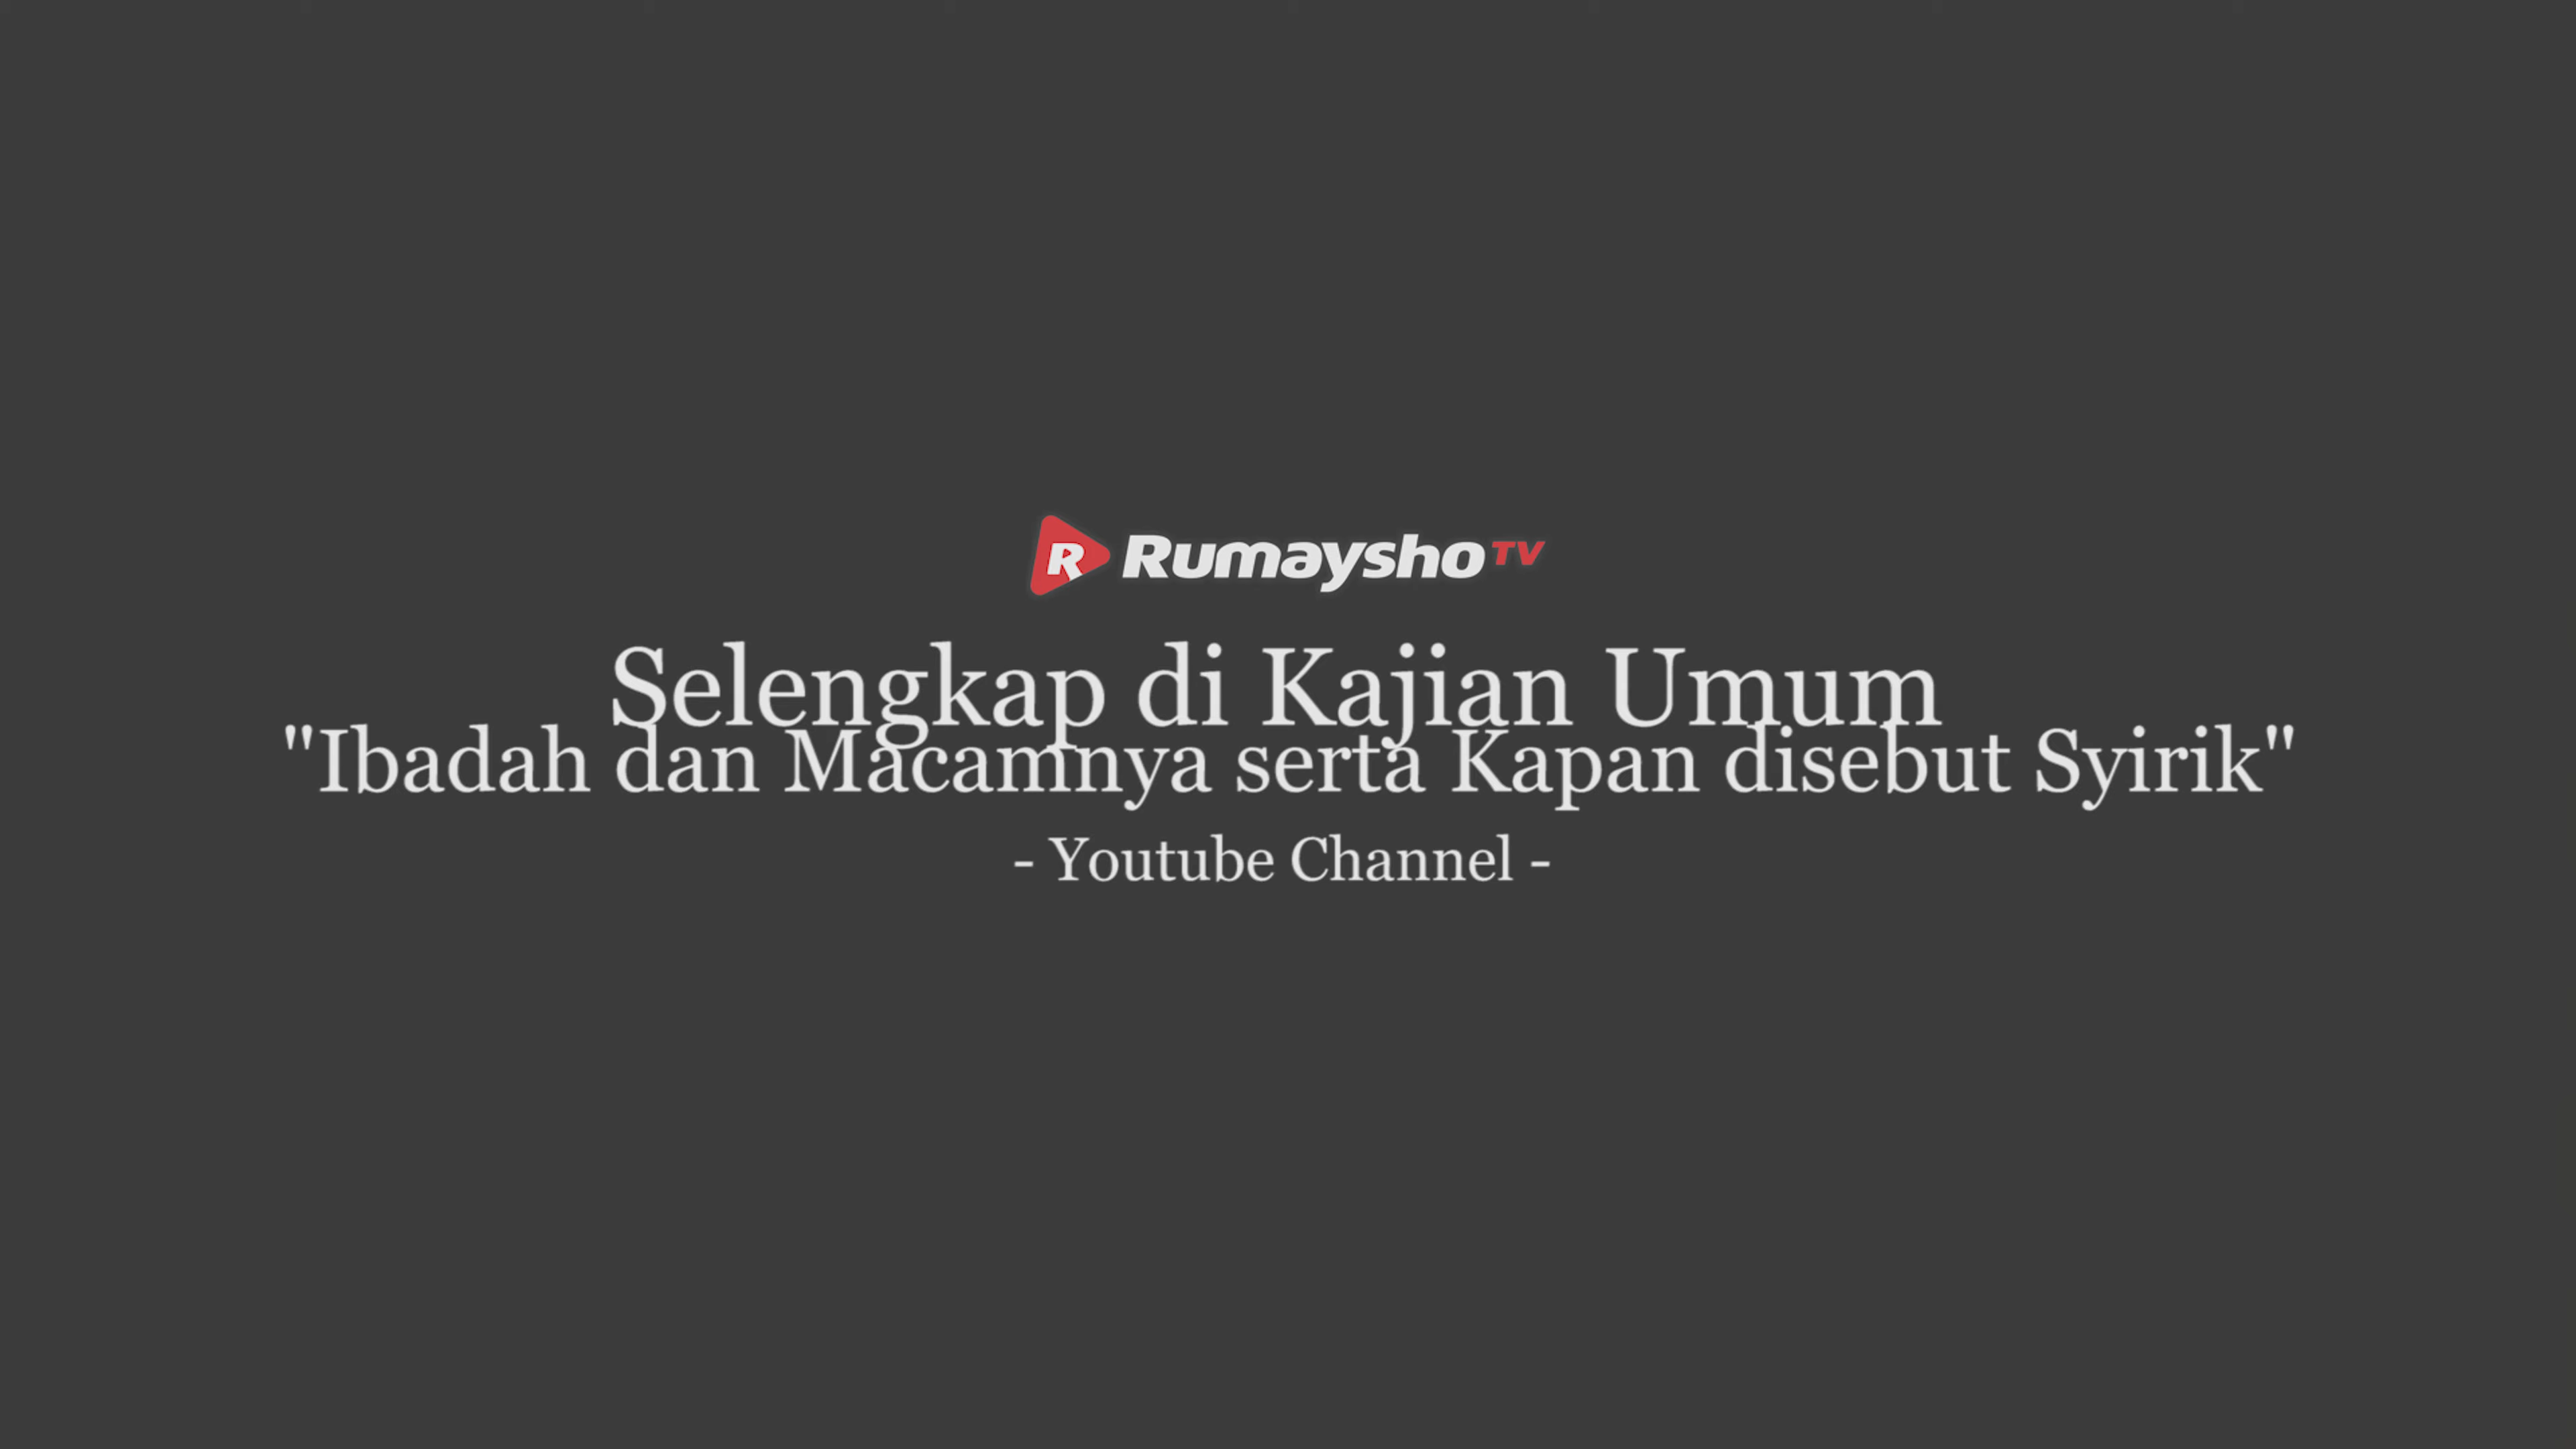 R RumayshoTV
Selengkap di Kajian Umum
"Ibadah dan Macamnya serta Kapan disebut Syirik"
- Youtube Channel -